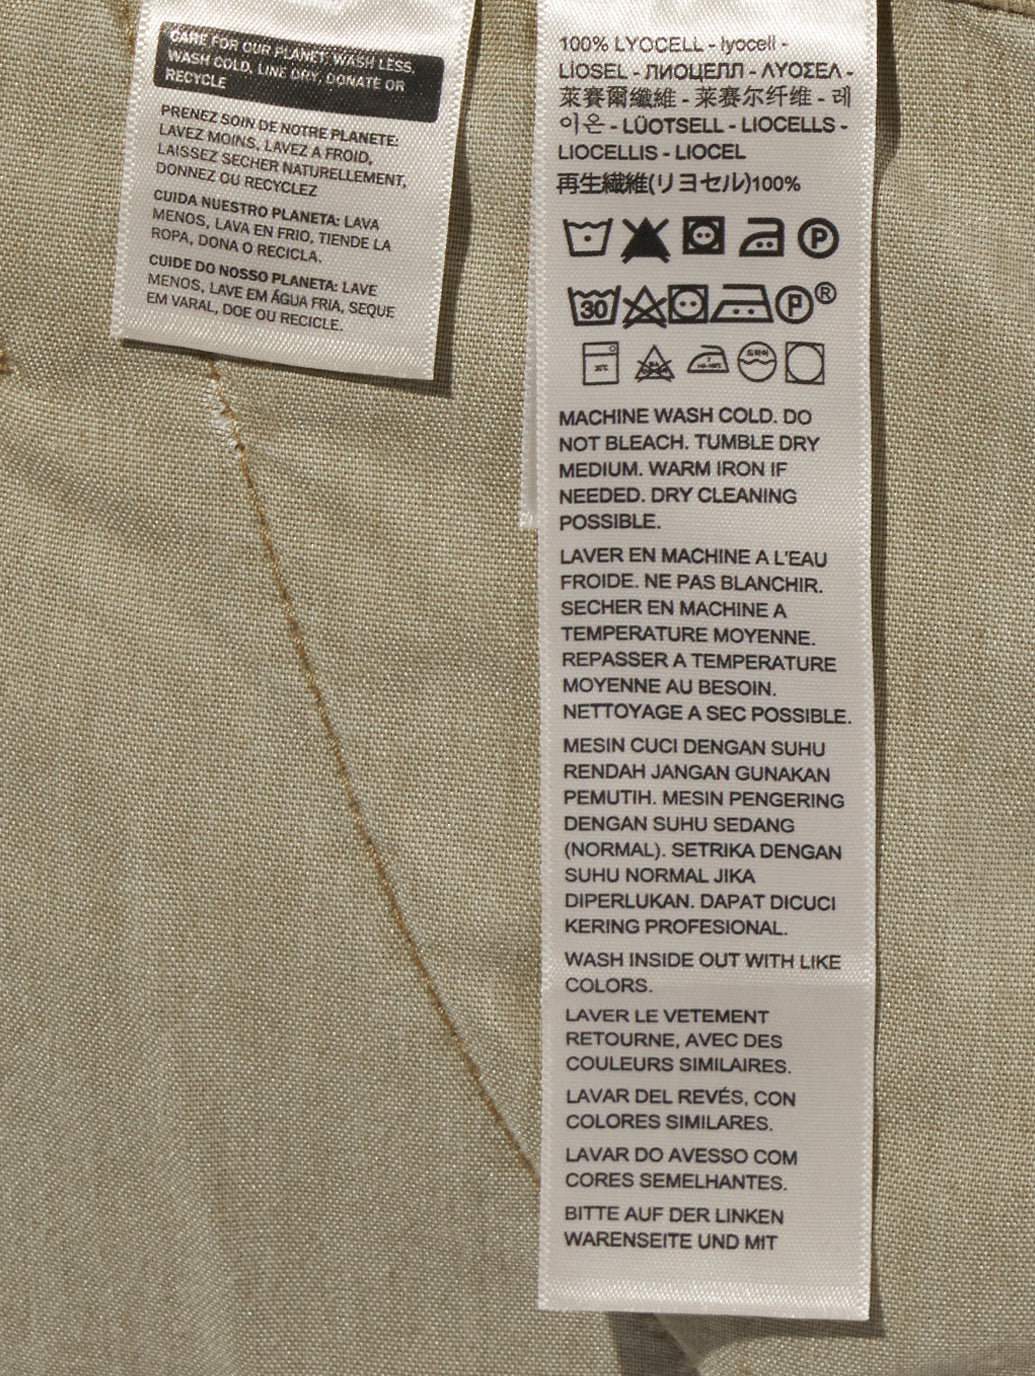 CARE FOR OUR PLANET: WASH LESS,
WASH COLD, LINE DRY, DONATE OR
RECYCLE
PRENEZ SOIN DE NOTRE PLANETE:
LAVEZ MOINS, LAVEZ A FROID,
LAISSEZ SECHER NATURELLEMENT,
DONNEZ OU RECYCLEZ
CUIDA NUESTRO PLANETA: LAVA
MENOS, LAVA EN FRIO, TIENDE LA
ROPA, DONA O RECICLA.
CUIDE DO NOSSO PLANETA: LAVE
MENOS, LAVE EM ÁGUA FRIA, SEQUE
EM VARAL, DOE OU RECICLE.
100% LYOCELL - lyocell -
LİOSEL - ЛИОЦЕЛЛ - ΛΥΟΣΕΛ -
萊賽爾纖維 - 莱赛尔纤维 - 레
이온 - LÜOTSELL - LIOCELLS -
LIOCELLIS - LIOCEL
再生繊維(リヨセル)100%
P
30 P ®
30℃
MACHINE WASH COLD. DO
NOT BLEACH. TUMBLE DRY
MEDIUM. WARM IRON IF
NEEDED. DRY CLEANING
POSSIBLE.
LAVER EN MACHINE A L'EAU
FROIDE. NE PAS BLANCHIR.
SECHER EN MACHINE A
TEMPERATURE MOYENNE.
REPASSER A TEMPERATURE
MOYENNE AU BESOIN.
NETTOYAGE A SEC POSSIBLE.
MESIN CUCI DENGAN SUHU
RENDAH JANGAN GUNAKAN
PEMUTIH. MESIN PENGERING
DENGAN SUHU SEDANG
(NORMAL). SETRIKA DENGAN
SUHU NORMAL JIKA
DIPERLUKAN. DAPAT DICUCI
KERING PROFESIONAL.
WASH INSIDE OUT WITH LIKE
COLORS.
LAVER LE VETEMENT
RETOURNE, AVEC DES
COULEURS SIMILAIRES.
LAVAR DEL REVÉS, CON
COLORES SIMILARES.
LAVAR DO AVESSO COM
CORES SEMELHANTES.
BITTE AUF DER LINKEN
WARENSEITE UND MIT